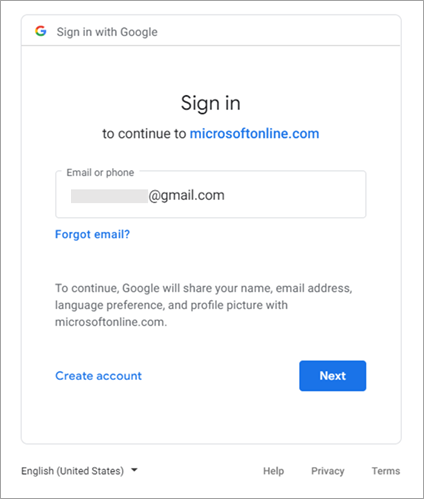 Sign in with Google
Sign in
to continue to microsoftonline.com
Email or phone
@gmail.com
Forgot email?
To continue, Google will share your name, email address,
language preference, and profile picture with
microsoftonline.com.
Create account
Next
English (United States)
Help
Privacy
Terms